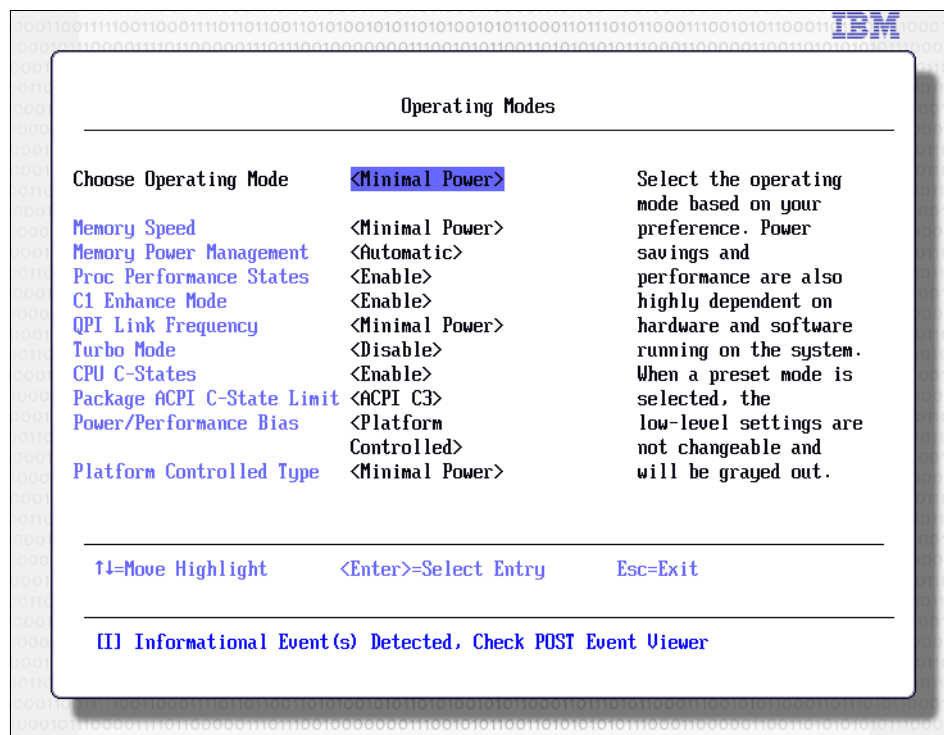 IBM
Operating Modes
Choose Operating Mode <Minimal Power> Select the operating
mode based on your
Memory Speed <Minimal Power> preference. Power
Memory Power Management <Automatic> savings and
Proc Performance States <Enable> performance are also
C1 Enhance Mode <Enable> highly dependent on
QPI Link Frequency <Minimal Power> hardware and software
Turbo Mode <Disable> running on the system.
CPU C-States <Enable> When a preset mode is
Package ACPI C-State Limit <ACPI C3> selected, the
Power/Performance Bias <Platform low-level settings are
Controlled> not changeable and
Platform Controlled Type <Minimal Power> will be grayed out.
↑↓=Move Highlight <Enter>=Select Entry Esc=Exit
[I] Informational Event(s) Detected, Check POST Event Viewer